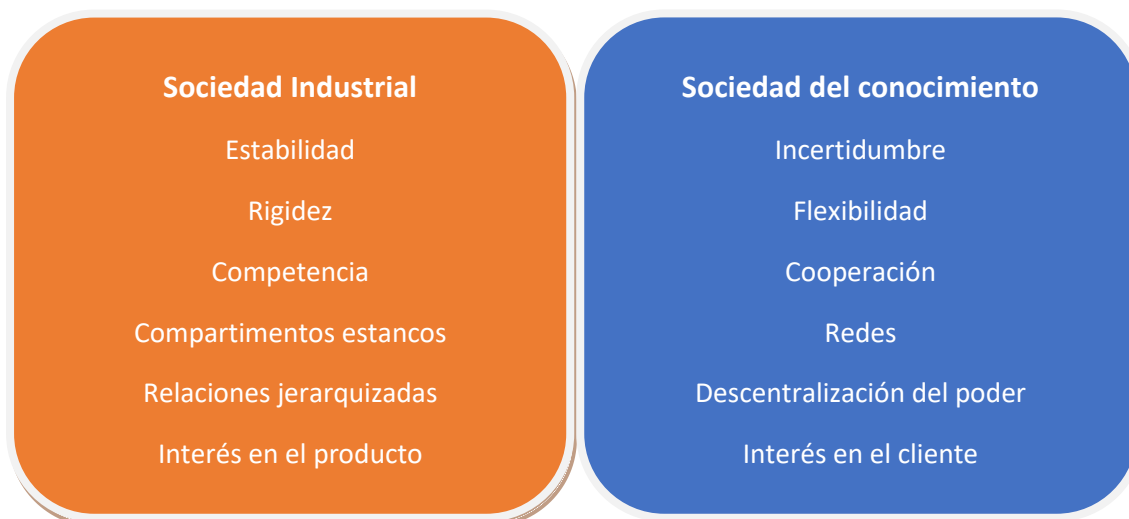 Sociedad Industrial
Estabilidad
Rigidez
Competencia
Compartimentos estancos
Relaciones jerarquizadas
Interés en el producto
Sociedad del conocimiento
Incertidumbre
Flexibilidad
Cooperación
Redes
Descentralización del poder
Interés en el cliente